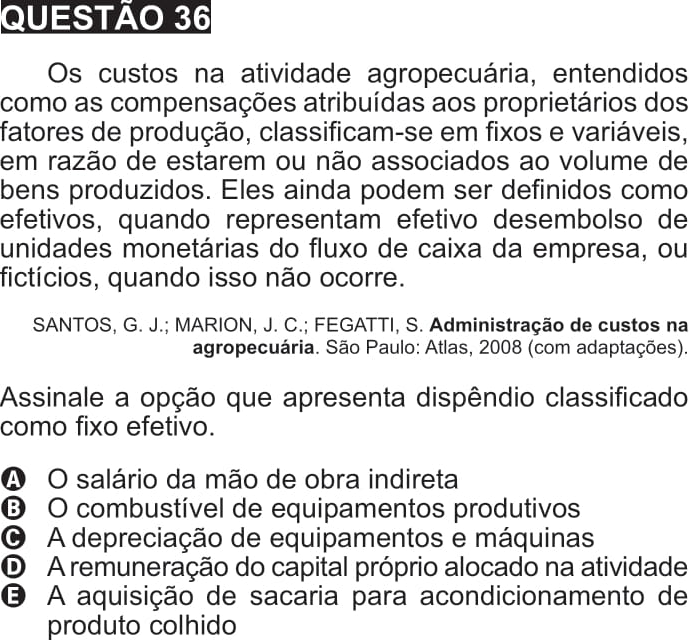 QUESTÃO 36
Os custos na atividade agropecuária, entendidos
como as compensações atribuídas aos proprietários dos
fatores de produção, classificam-se em fixos e variáveis,
em razão de estarem ou não associados ao volume de
bens produzidos. Eles ainda podem ser definidos como
efetivos, quando representam efetivo desembolso de
unidades monetárias do fluxo de caixa da empresa, ou
fictícios, quando isso não ocorre.
SANTOS, G. J.; MARION, J. C.; FEGATTI, S. Administração de custos na
agropecuária. São Paulo: Atlas, 2008 (com adaptações).
Assinale a opção que apresenta dispêndio classificado
como fixo efetivo.
A O salário da mão de obra indireta
B O combustível de equipamentos produtivos
C A depreciação de equipamentos e máquinas
D A remuneração do capital próprio alocado na atividade
E A aquisição de sacaria para acondicionamento de
produto colhido